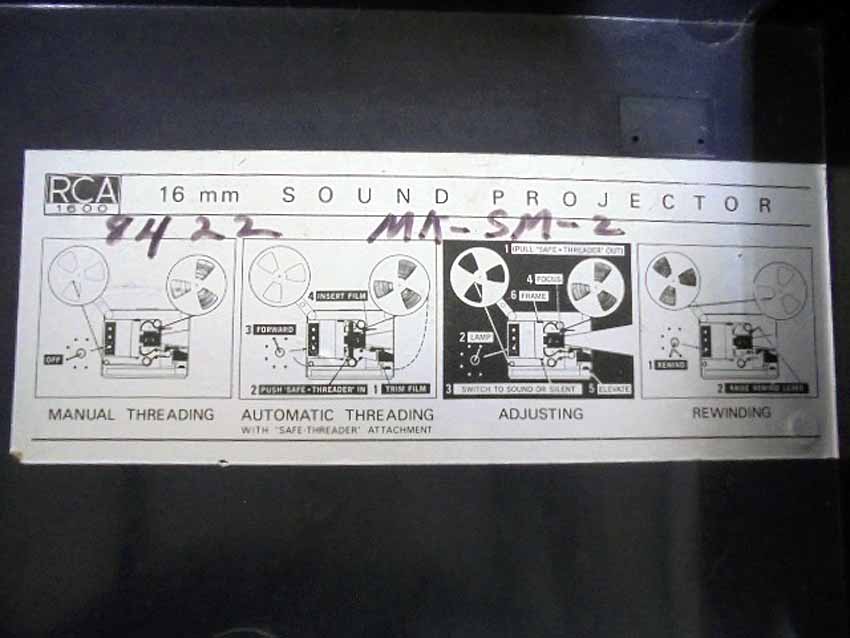 RCA
1600
16 mm SOUND PROJECTOR
8422 MK-SM-2
OFF
MANUAL THREADING
4 INSERT FILM
3 FORWARD
2 PUSH "SAFE-THREADER" IN
1 TRIM FILM
AUTOMATIC THREADING
WITH "SAFE-THREADER" ATTACHMENT
1 (PULL "SAFE-THREADER" OUT)
4 FOCUS
6 FRAME
2 LAMP
3 SWITCH TO SOUND OR SILENT
5 ELEVATE
ADJUSTING
1 REWIND
2 RAISE REWIND LEVER
REWINDING